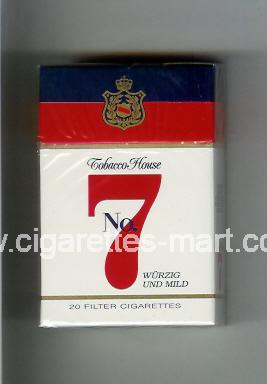 Tobacco House
No.
7
WÜRZIG
UND MILD
20 FILTER CIGARETTES
www.cigarettes-mart.com